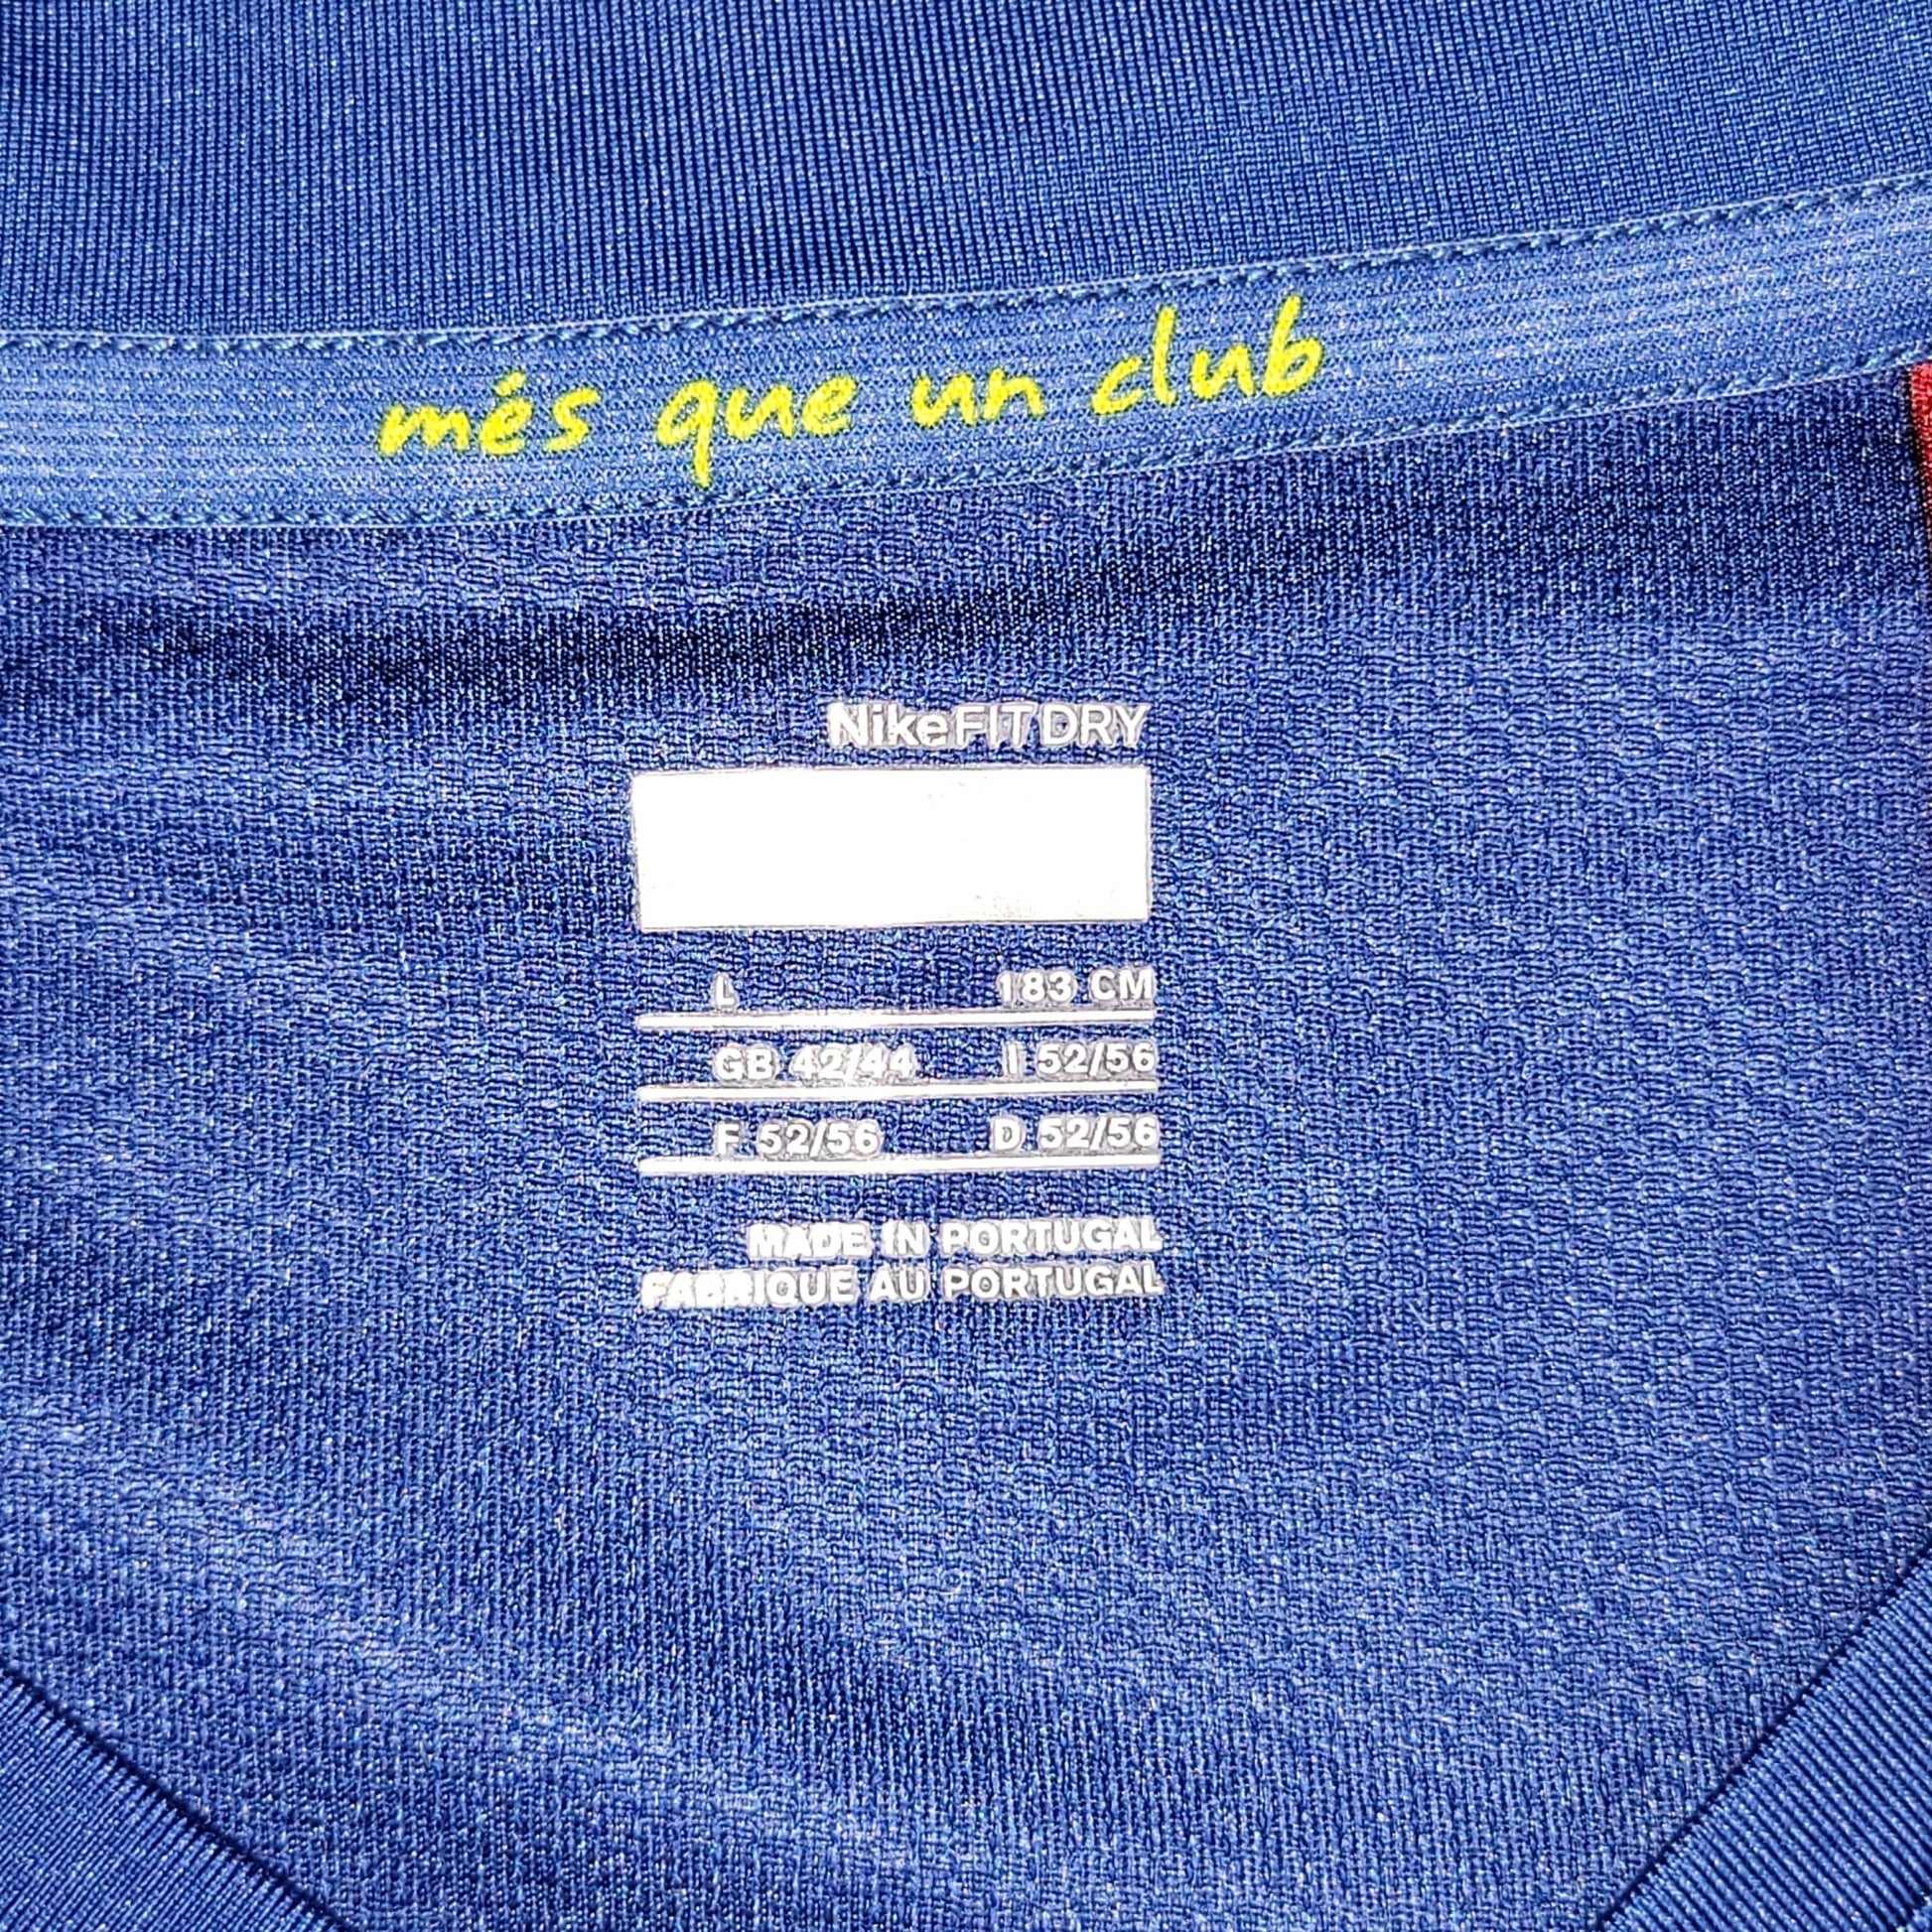 més que un club
NikeFIT DRY
L 183 CM
GB 42/44 I 52/56
F 52/56 D 52/56
MADE IN PORTUGAL
FABRIQUE AU PORTUGAL